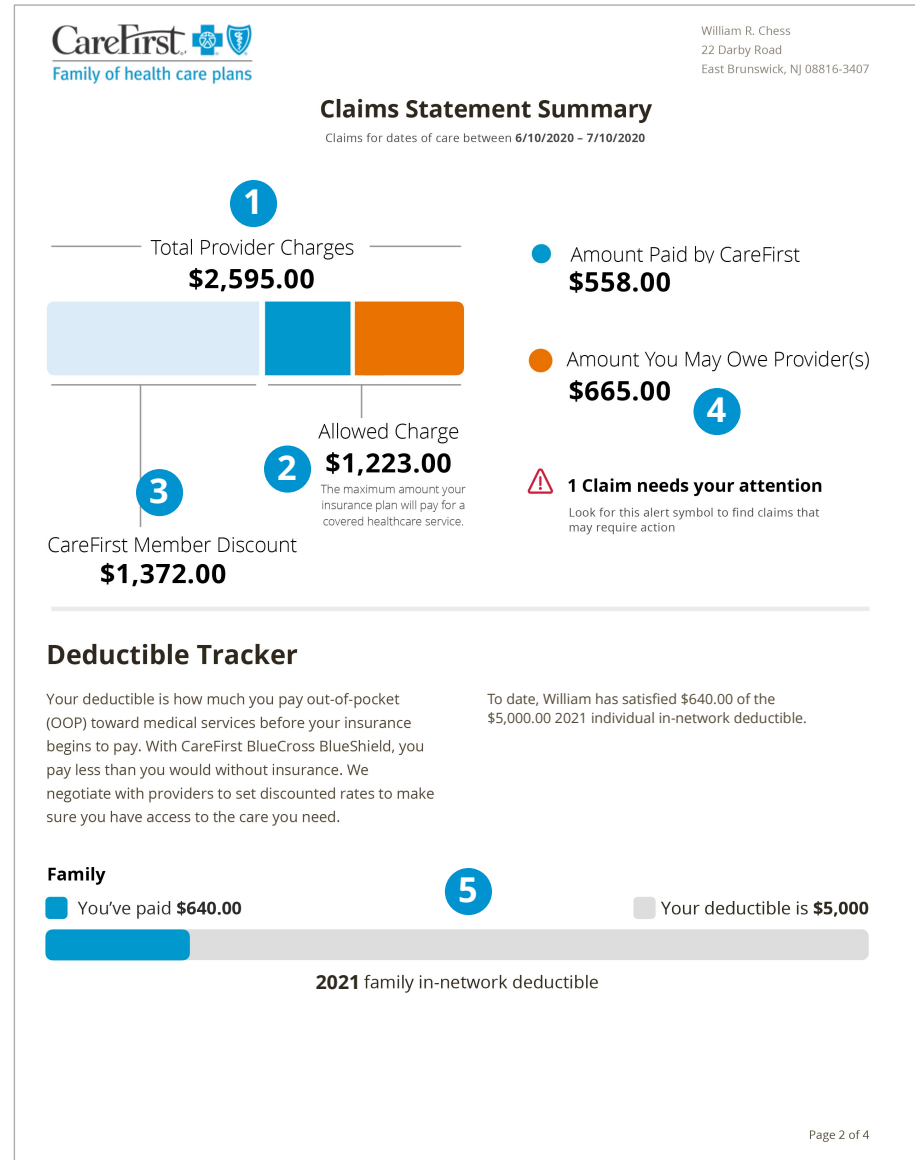 CareFirst
Family of health care plans
William R. Chess
22 Darby Road
East Brunswick, NJ 08816-3407
Claims Statement Summary
Claims for dates of care between 6/10/2020 – 7/10/2020
1
Total Provider Charges
$2,595.00
Amount Paid by CareFirst
$558.00
Amount You May Owe Provider(s)
$665.00
4
Allowed Charge
2
$1,223.00
The maximum amount your
insurance plan will pay for a
covered healthcare service.
3
CareFirst Member Discount
$1,372.00
1 Claim needs your attention
Look for this alert symbol to find claims that
may require action
Deductible Tracker
Your deductible is how much you pay out-of-pocket
(OOP) toward medical services before your insurance
begins to pay. With CareFirst BlueCross BlueShield, you
pay less than you would without insurance. We
negotiate with providers to set discounted rates to make
sure you have access to the care you need.
To date, William has satisfied $640.00 of the
$5,000.00 2021 individual in-network deductible.
Family
5
You’ve paid $640.00
Your deductible is $5,000
2021 family in-network deductible
Page 2 of 4